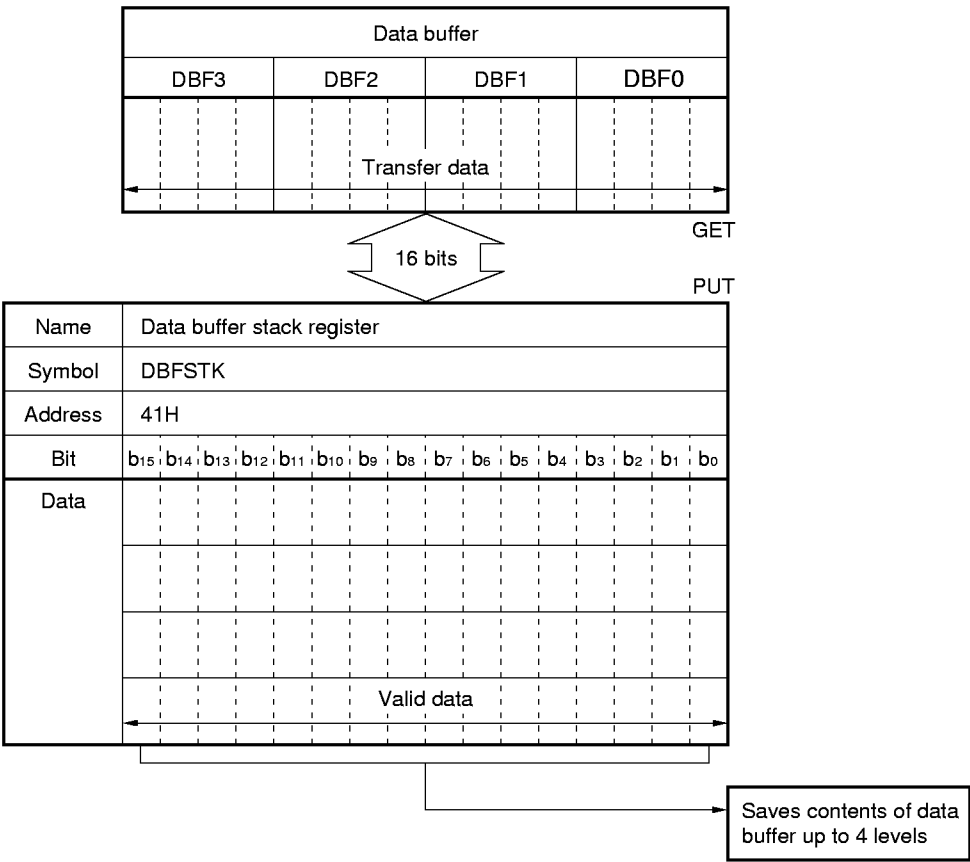 Data buffer
DBF3 DBF2 DBF1 DBF0
Transfer data
GET
16 bits
PUT
Name Data buffer stack register
Symbol DBFSTK
Address 41H
Bit b15 b14 b13 b12 b11 b10 b9 b8 b7 b6 b5 b4 b3 b2 b1 b0
Data
Valid data
Saves contents of data
buffer up to 4 levels